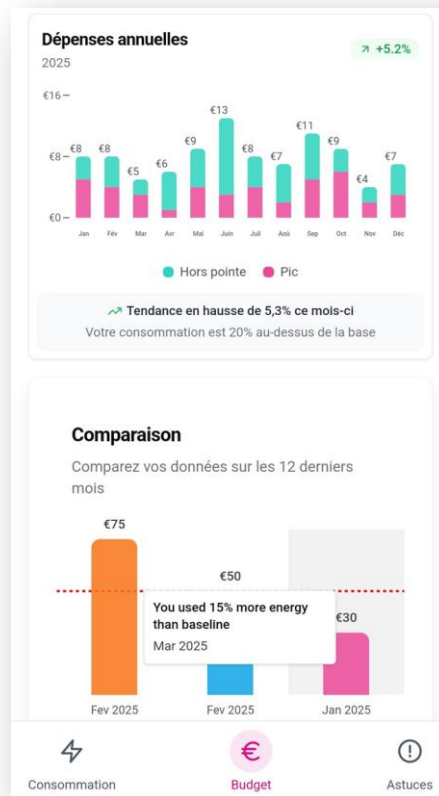 Dépenses annuelles
2025
+5.2%
€16
€13
€11
€9
€9
€8
€8
€8
€8
€7
€7
€6
€5
€4
€0
Jan Fév Mar Avr Mai Juin Juil Aoû Sep Oct Nov Déc
Hors pointe Pic
Tendance en hausse de 5,3% ce mois-ci
Votre consommation est 20% au-dessus de la base
Comparaison
Comparez vos données sur les 12 derniers
mois
€75
€50
You used 15% more energy
than baseline
Mar 2025
€30
Fev 2025 Fev 2025 Jan 2025
€
Consommation Budget Astuces